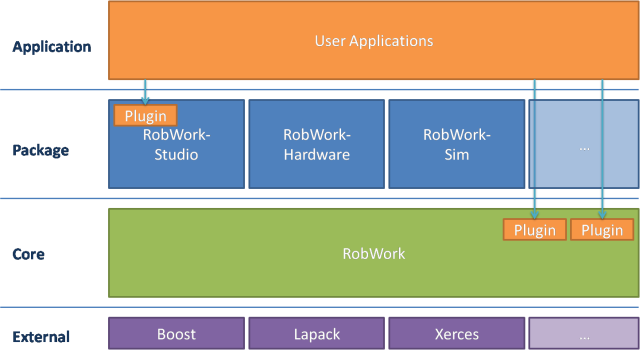 Application
User Applications
Plugin
Package
RobWork-
Studio
RobWork-
Hardware
RobWork-
Sim
...
Core
RobWork
Plugin
Plugin
External
Boost
Lapack
Xerces
...